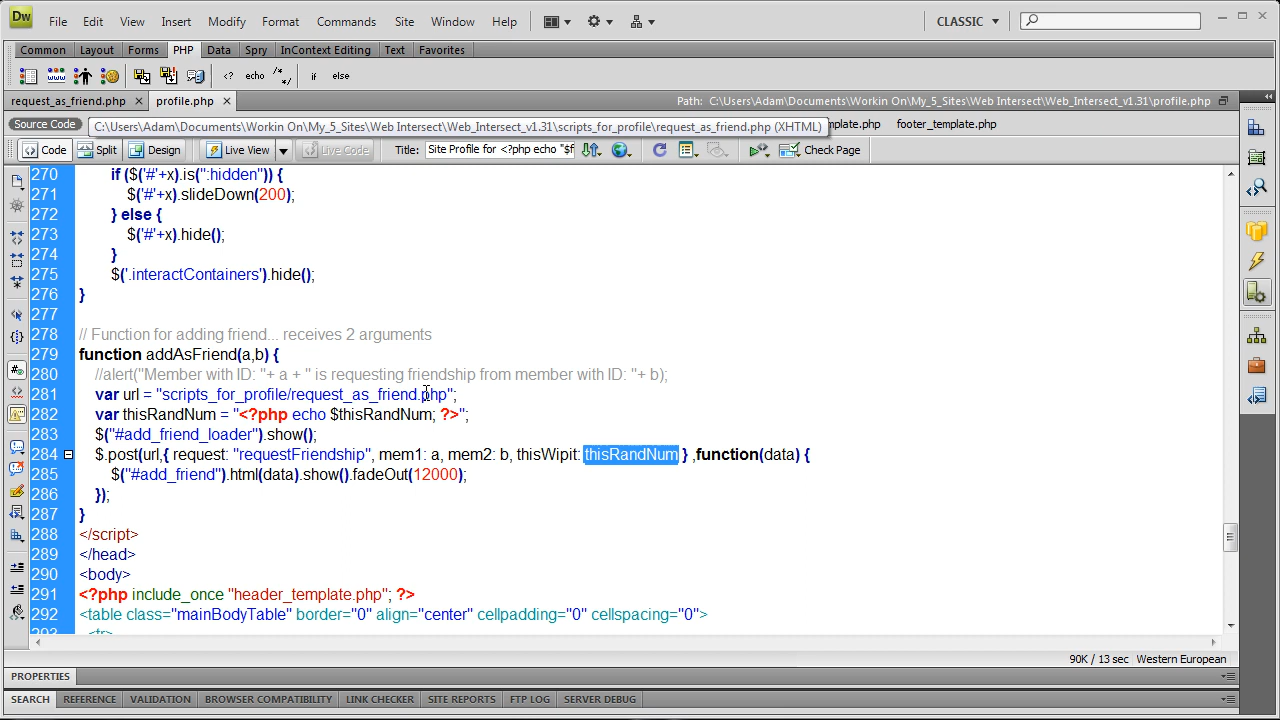 Dw File Edit View Insert Modify Format Commands Site Window Help CLASSIC
Common Layout Forms PHP Data Spry InContext Editing Text Favorites
<? echo /* */ if else
request_as_friend.php × profile.php × Path: C:\Users\Adam\Documents\Workin On\My_5_Sites\Web Intersect\Web_Intersect_v1.31\profile.php
Source Code C:\Users\Adam\Documents\Workin On\My_5_Sites\Web Intersect\Web_Intersect_v1.31\scripts_for_profile\request_as_friend.php (XHTML) plate.php footer_template.php
Code Split Design Live View Live Code Title: Site Profile for <?php echo "$f Check Page
270 if ($('#'+x).is(":hidden")) {
271 $('#'+x).slideDown(200);
272 } else {
273 $('#'+x).hide();
274 }
275 $('.interactContainers').hide();
276 }
277
278 // Function for adding friend... receives 2 arguments
279 function addAsFriend(a,b) {
280 //alert("Member with ID: "+ a + " is requesting friendship from member with ID: "+ b);
281 var url = "scripts_for_profile/request_as_friend.php";
282 var thisRandNum = "<?php echo $thisRandNum; ?>";
283 $("#add_friend_loader").show();
284 $.post(url,{ request: "requestFriendship", mem1: a, mem2: b, thisWipit: thisRandNum } ,function(data) {
285 $("#add_friend").html(data).show().fadeOut(12000);
286 });
287 }
288 </script>
289 </head>
290 <body>
291 <?php include_once "header_template.php"; ?>
292 <table class="mainBodyTable" border="0" align="center" cellpadding="0" cellspacing="0">
293 <tr>
90K / 13 sec Western European
PROPERTIES
SEARCH REFERENCE VALIDATION BROWSER COMPATIBILITY LINK CHECKER SITE REPORTS FTP LOG SERVER DEBUG